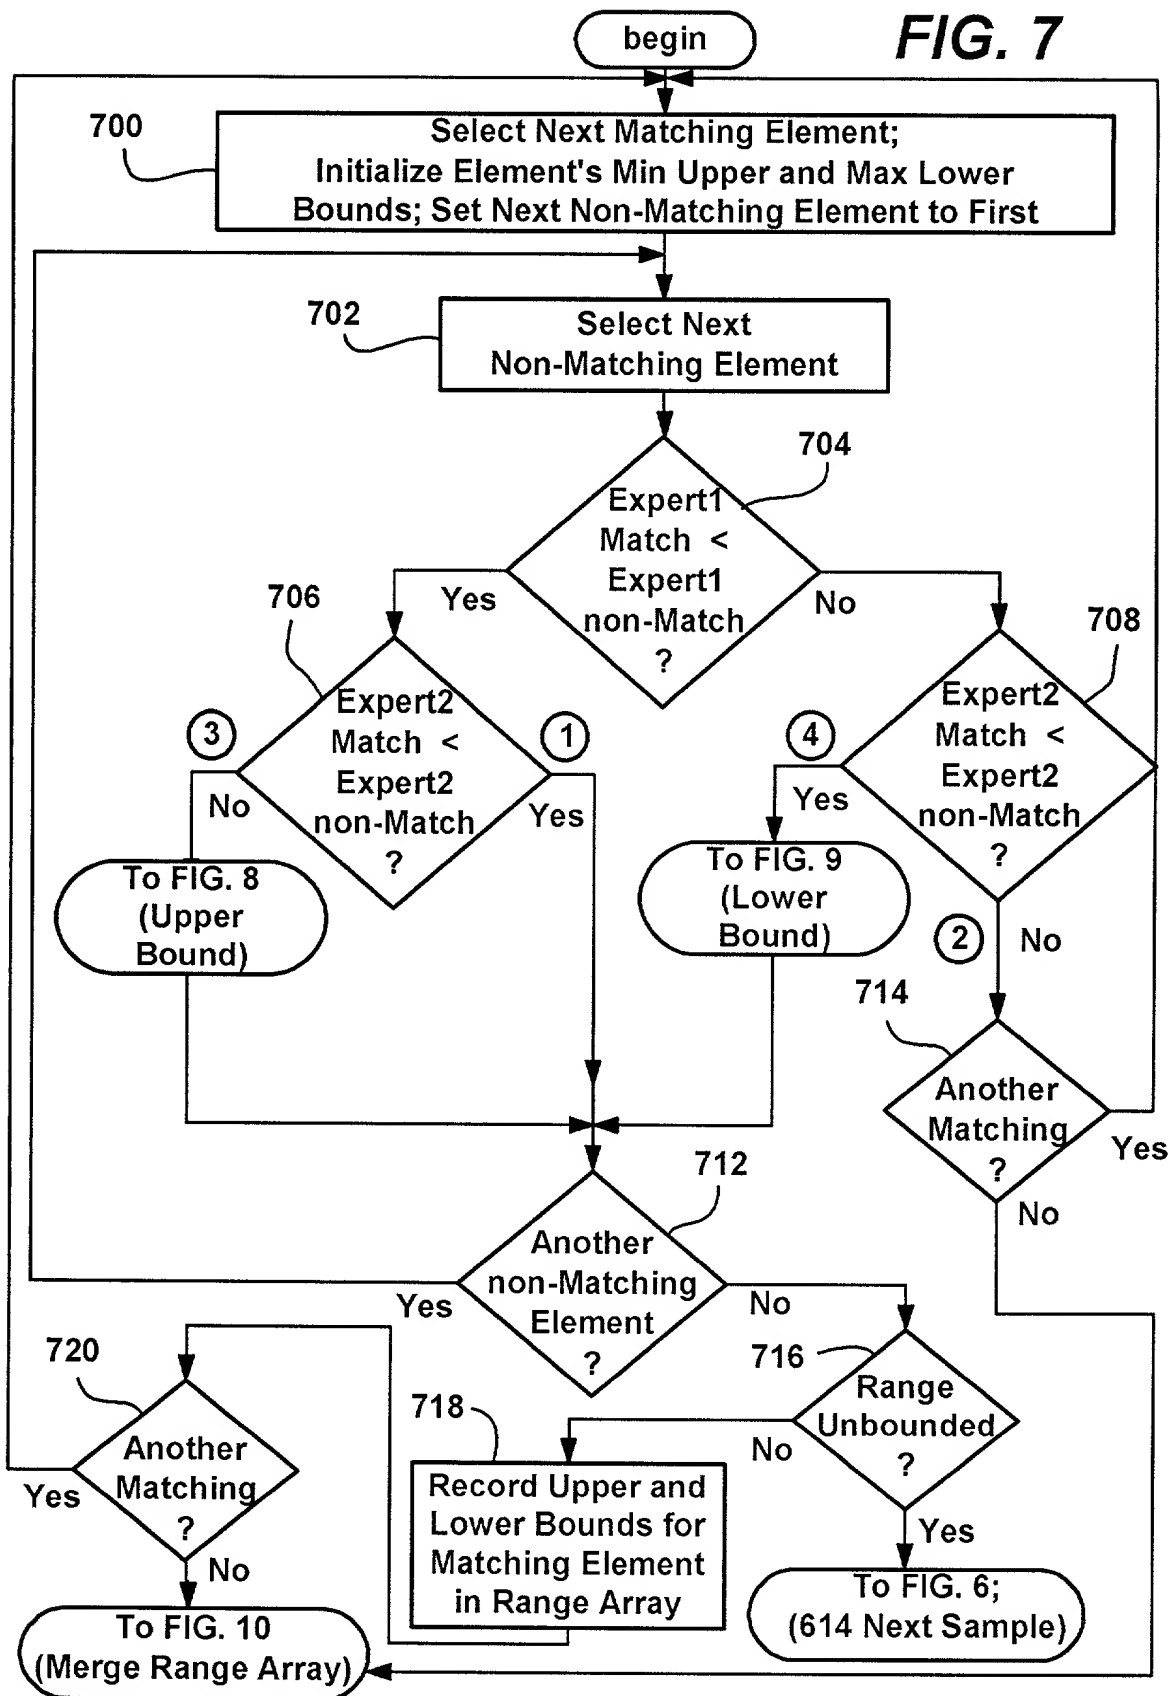 begin
FIG. 7
700
Select Next Matching Element;
Initialize Element's Min Upper and Max Lower
Bounds; Set Next Non-Matching Element to First
702
Select Next
Non-Matching Element
704
Expert1
Match <
Expert1
non-Match
?
Yes
No
706
Expert2
Match <
Expert2
non-Match
?
3
No
1
Yes
708
Expert2
Match <
Expert2
non-Match
?
4
Yes
2
No
To FIG. 8
(Upper
Bound)
To FIG. 9
(Lower
Bound)
714
Another
Matching
?
Yes
No
712
Another
non-Matching
Element
?
Yes
No
716
Range
Unbounded
?
No
Yes
718
Record Upper and
Lower Bounds for
Matching Element
in Range Array
720
Another
Matching
?
Yes
No
To FIG. 6;
(614 Next Sample)
To FIG. 10
(Merge Range Array)